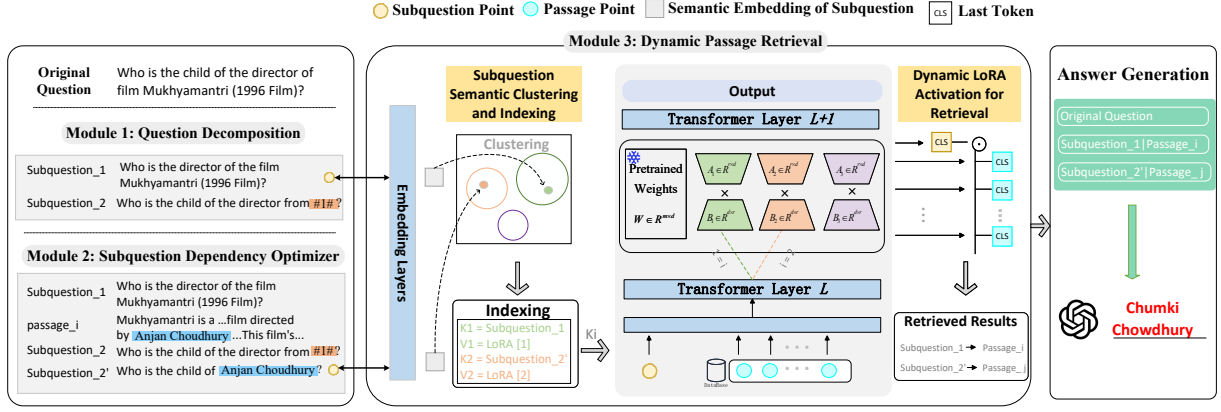 Subquestion Point
Passage Point
Semantic Embedding of Subquestion
CLS
Last Token
Original
Question
Who is the child of the director of
film Mukhyamantri (1996 Film)?
Module 1: Question Decomposition
Subquestion_1
Who is the director of the film
Mukhyamantri (1996 Film)?
Subquestion_2
Who is the child of the director from #1#?
Module 2: Subquestion Dependency Optimizer
Subquestion_1
Who is the director of the film
Mukhyamantri (1996 Film)?
passage_i
Mukhyamantri is a …film directed
by Anjan Choudhury …This film's...
Subquestion_2
Who is the child of the director from #1#?
Subquestion_2'
Who is the child of Anjan Choudhury?
Module 3: Dynamic Passage Retrieval
Embedding Layers
Subquestion
Semantic Clustering
and Indexing
Clustering
Indexing
K1 = Subquestion_1
V1 = LoRA [1]
K2 = Subquestion_2'
V2 = LoRA [2]
Ki
Output
Transformer Layer L+1
Pretrained
Weights
W ∈ R^{m×d}
A₁ ∈ R^{r×d}
A₂ ∈ R^{r×d}
A₃ ∈ R^{r×d}
× × ×
B₁ ∈ R^{d×r}
B₂ ∈ R^{d×r}
B₃ ∈ R^{d×r}
i=1
i=2
Transformer Layer L
DataBase
Dynamic LoRA
Activation for
Retrieval
CLS
CLS
CLS
CLS
Retrieved Results
Subquestion_1 Passage_i
Subquestion_2' Passage_j
Answer Generation
Original Question
Subquestion_1|Passage_i
Subquestion_2'|Passage_j
Chumki
Chowdhury